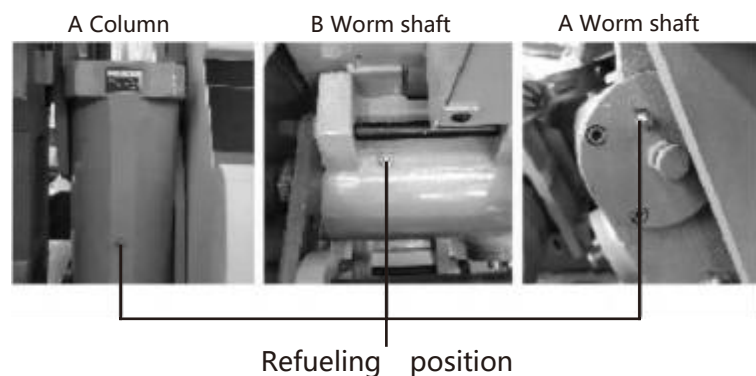 A Column
B Worm shaft
A Worm shaft
Refueling position